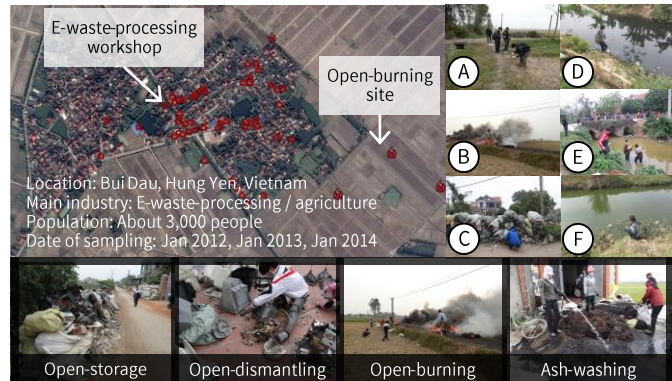 E-waste-processing
workshop
Open-burning
site
Location: Bui Dau, Hung Yen, Vietnam
Main industry: E-waste-processing / agriculture
Population: About 3,000 people
Date of sampling: Jan 2012, Jan 2013, Jan 2014
A
B
C
D
E
F
Open-storage
Open-dismantling
Open-burning
Ash-washing